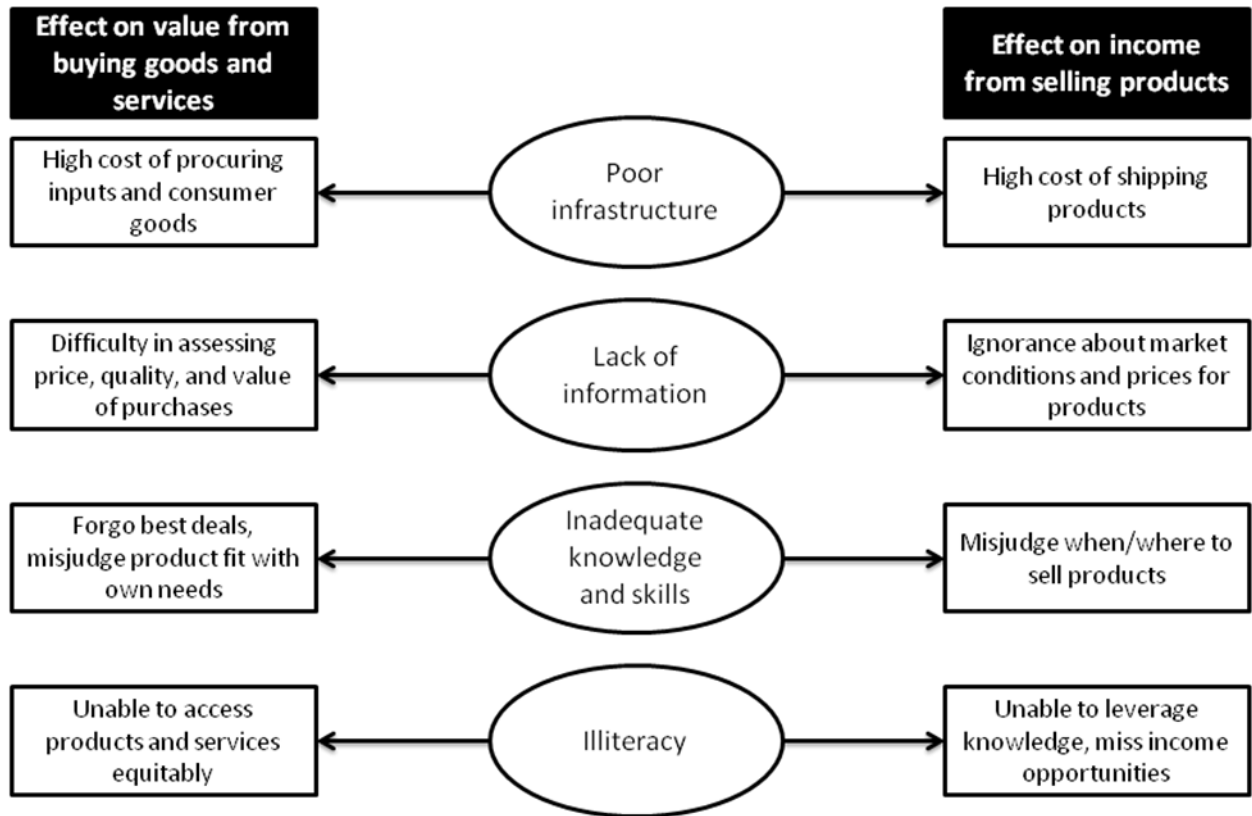 Effect on value from
buying goods and
services
Effect on income
from selling products
High cost of procuring
inputs and consumer
goods
Poor
infrastructure
High cost of shipping
products
Difficulty in assessing
price, quality, and value
of purchases
Lack of
information
Ignorance about market
conditions and prices for
products
Forgo best deals,
misjudge product fit with
own needs
Inadequate
knowledge
and skills
Misjudge when/where to
sell products
Unable to access
products and services
equitably
Illiteracy
Unable to leverage
knowledge, miss income
opportunities